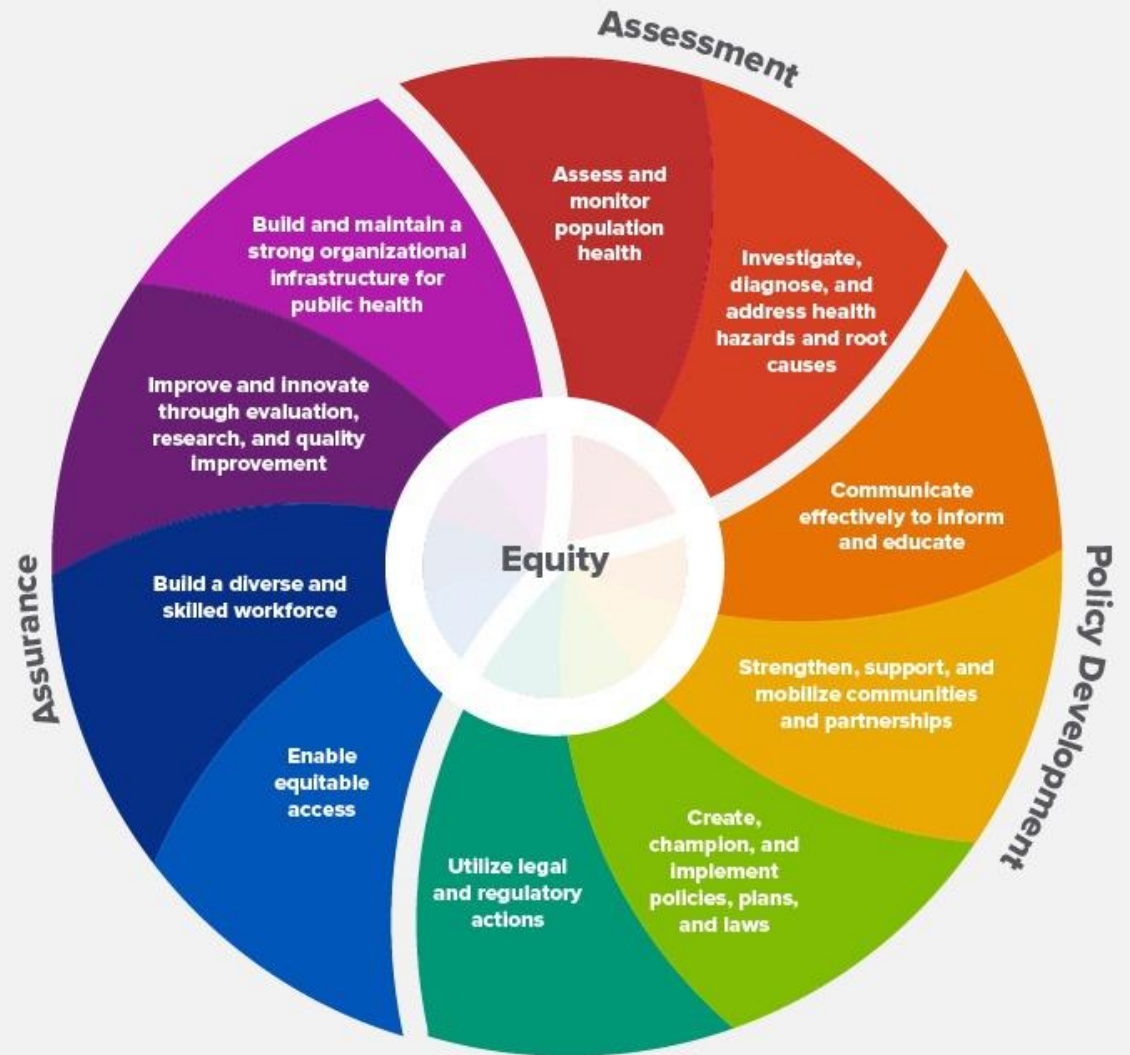 Assessment
Assess and
monitor
population
health
Investigate,
diagnose, and
address health
hazards and root
causes
Policy Development
Communicate
effectively to inform
and educate
Strengthen, support, and
mobilize communities
and partnerships
Create,
champion, and
implement
policies, plans,
and laws
Utilize legal
and regulatory
actions
Assurance
Enable
equitable
access
Build a diverse and
skilled workforce
Improve and innovate
through evaluation,
research, and quality
improvement
Build and maintain a
strong organizational
infrastructure for
public health
Equity